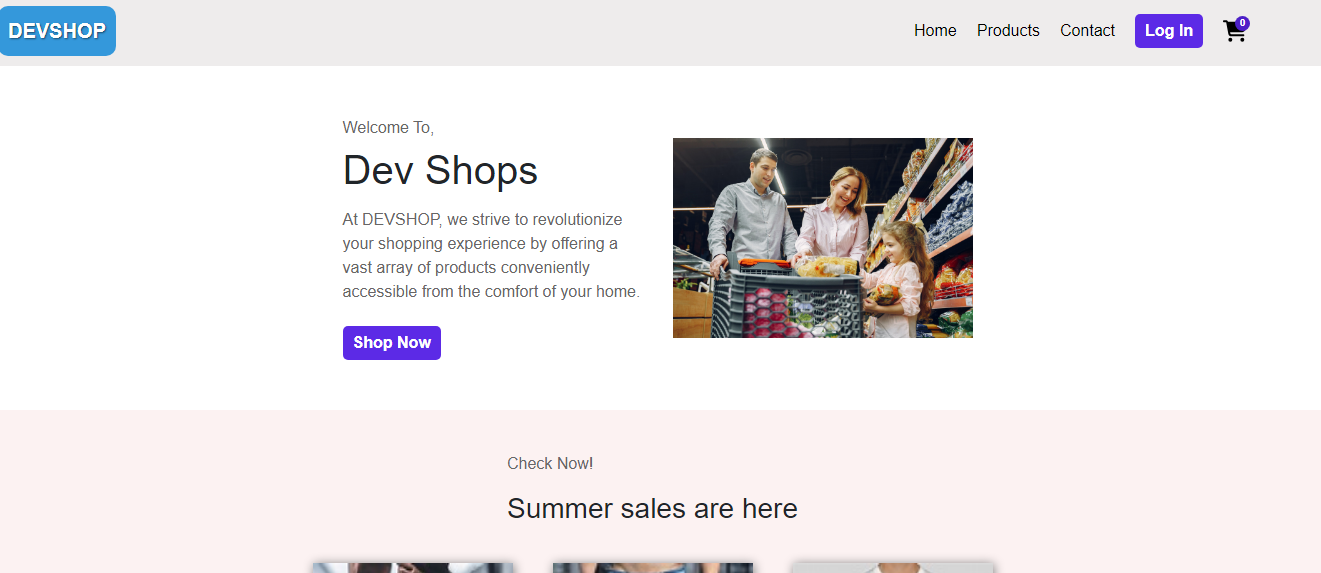 DEVSHOP
Home
Products
Contact
Log In
0
Welcome To,
Dev Shops
At DEVSHOP, we strive to revolutionize
your shopping experience by offering a
vast array of products conveniently
accessible from the comfort of your home.
Shop Now
Check Now!
Summer sales are here